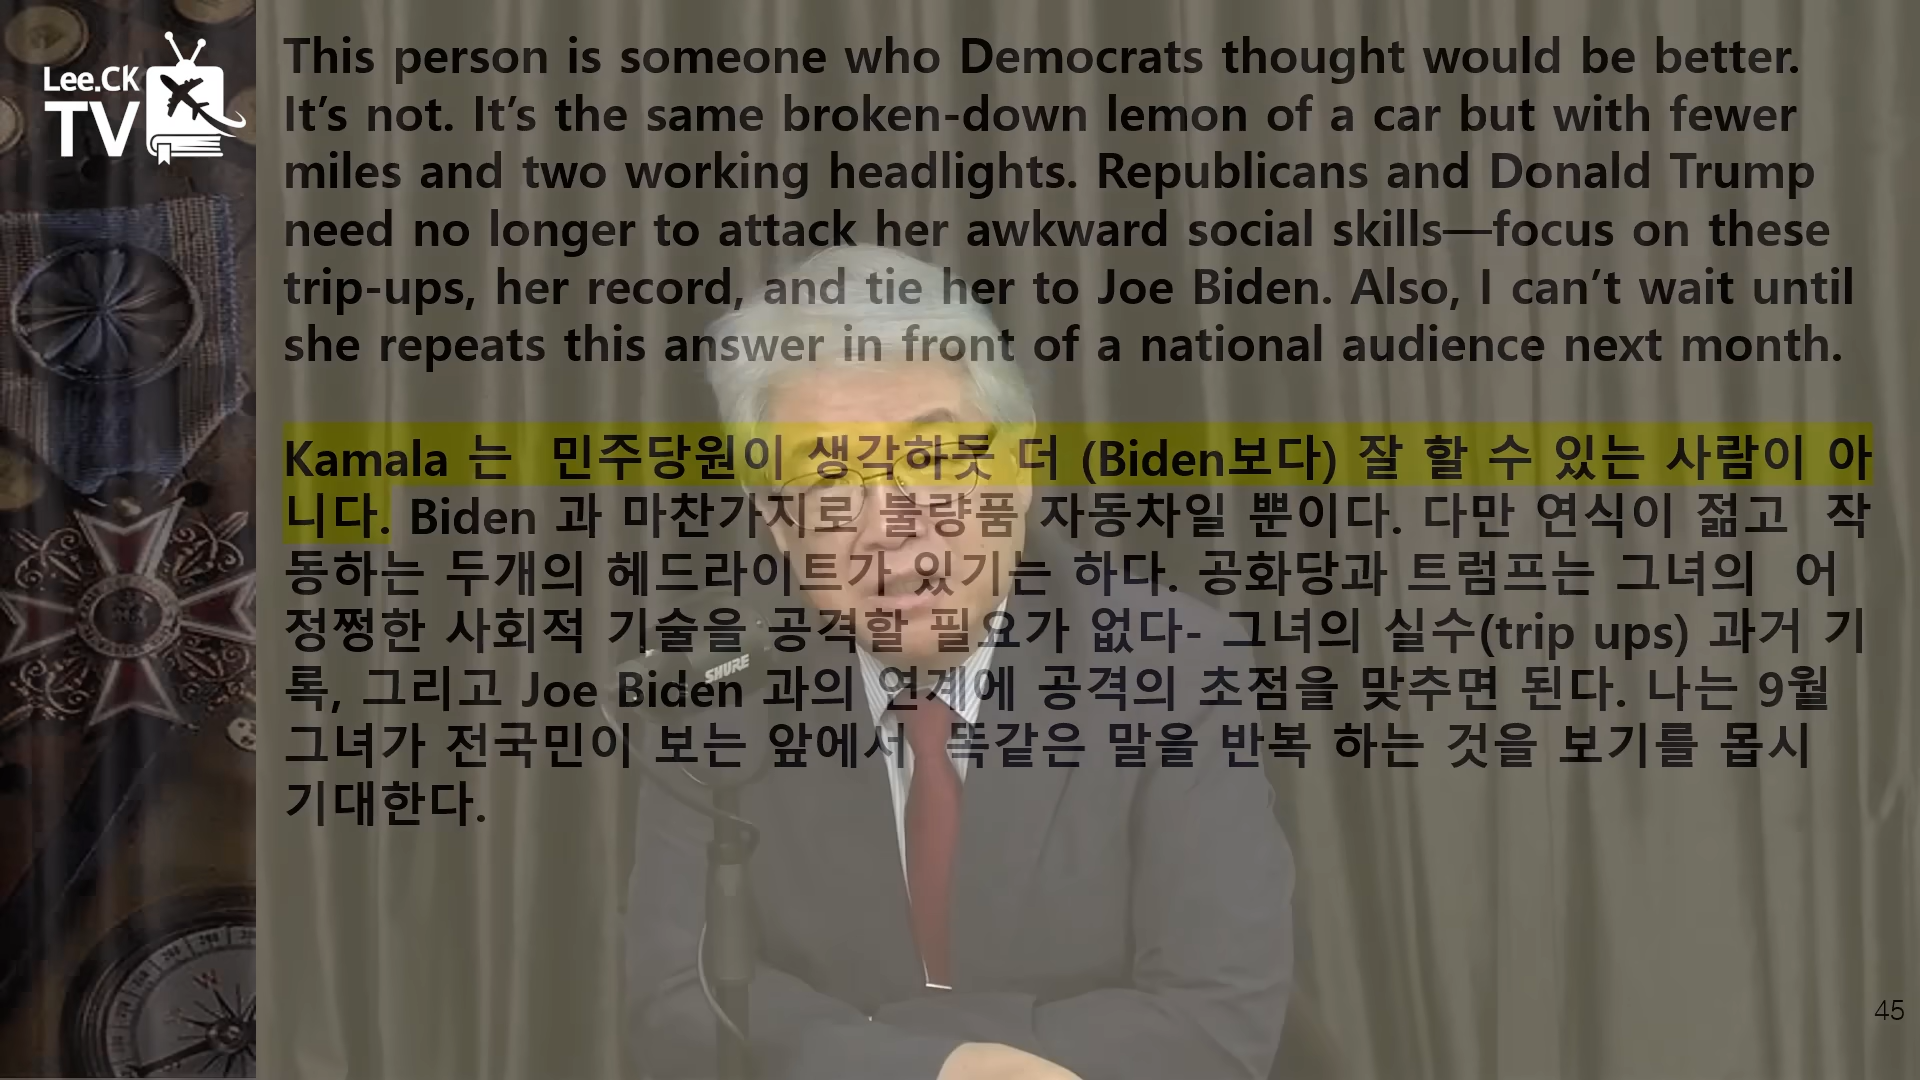 Lee.CK
TV
This person is someone who Democrats thought would be better.
It’s not. It’s the same broken-down lemon of a car but with fewer
miles and two working headlights. Republicans and Donald Trump
need no longer to attack her awkward social skills—focus on these
trip-ups, her record, and tie her to Joe Biden. Also, I can’t wait until
she repeats this answer in front of a national audience next month.
Kamala 는 민주당원이 생각하듯 더 (Biden보다) 잘 할 수 있는 사람이 아
니다. Biden 과 마찬가지로 불량품 자동차일 뿐이다. 다만 연식이 젊고 작
동하는 두개의 헤드라이트가 있기는 하다. 공화당과 트럼프는 그녀의 어
정쩡한 사회적 기술을 공격할 필요가 없다- 그녀의 실수(trip ups) 과거 기
록, 그리고 Joe Biden 과의 연계에 공격의 초점을 맞추면 된다. 나는 9월
그녀가 전국민이 보는 앞에서 똑같은 말을 반복 하는 것을 보기를 몹시
기대한다.
SHURE
45